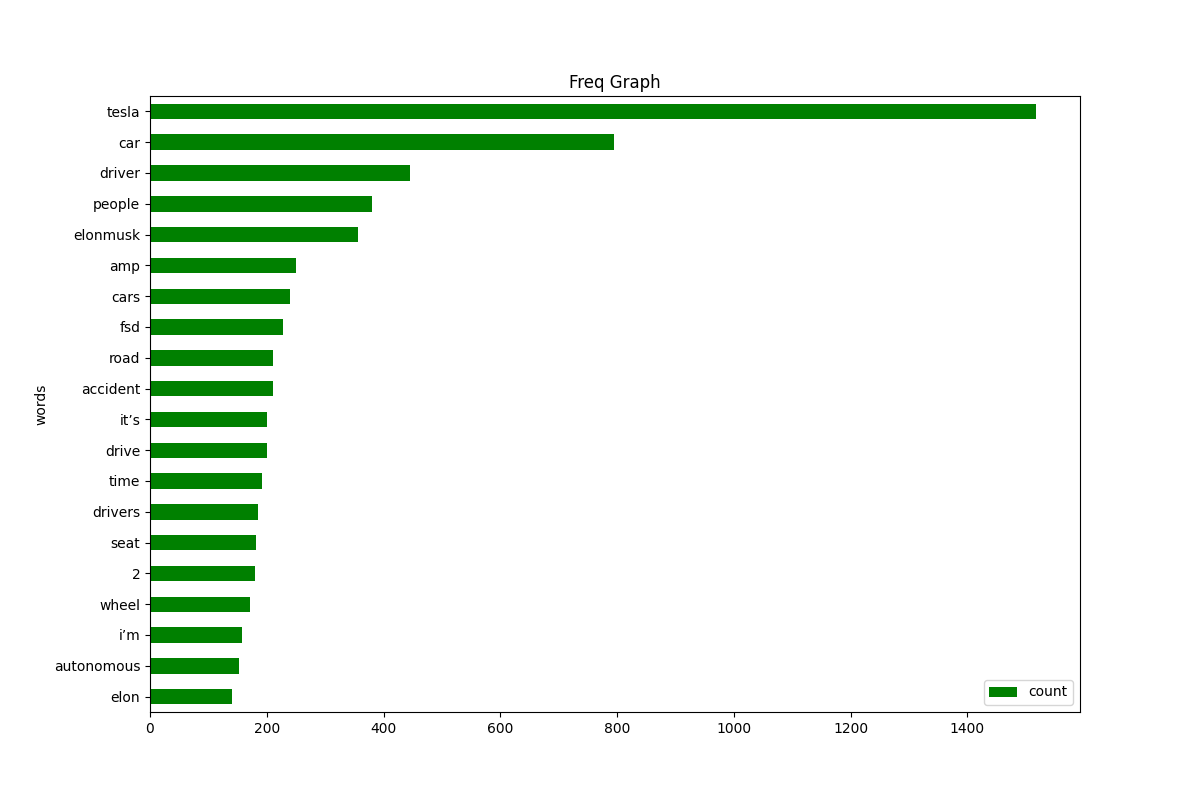 Freq Graph
tesla
car
driver
people
elonmusk
amp
cars
fsd
road
accident
it’s
drive
time
drivers
seat
2
wheel
i’m
autonomous
elon
words
count
0 200 400 600 800 1000 1200 1400